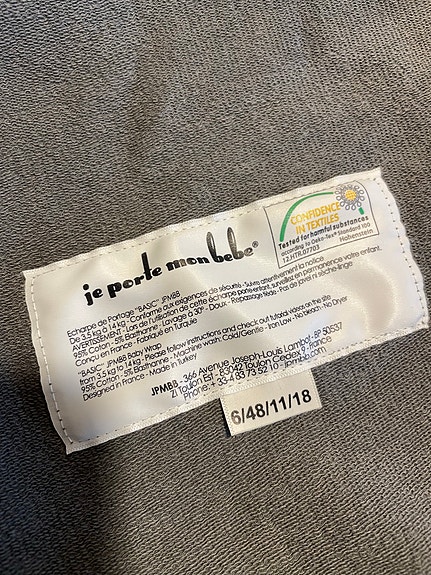 je porte mon bebe®
CONFIDENCE
IN TEXTILES
Tested for harmful substances
according to Oeko-Tex® Standard 100
12.HTR.07703 Hohenstein
Echarpe de Portage "BASIC" JPMBB
De 3.5 kg à 14 kg - Conforme aux exigences de sécurité - Suivre attentivement la notice
AVERTISSEMENT : Lors de l'utilisation de cette écharpe porte-enfant, surveillez en permanence votre enfant.
95% Coton - 5% Elasthanne - Lavage à 30° - Doux - Repassage tiède - Pas de javel ni sèche-linge
Conçu en France - Fabriqué en Turquie
"BASIC" JPMBB Baby Wrap
from 3.5 kg to 14 kg - Please follow instructions and check out tutorial videos on the site
95% Cotton - 5% Elasthanne - Machine wash: Cold/Gentle - Iron Low - No bleach - No Dryer
Designed in France - Made in Turkey
JPMBB - 366 Avenue Joseph-Louis Lambot - BP 50537
ZI Toulon Est - 83042 Toulon Cedex 9 - France
Phone: + 33-4 83 73 92 10 - jpmbb.com
6/48/11/18